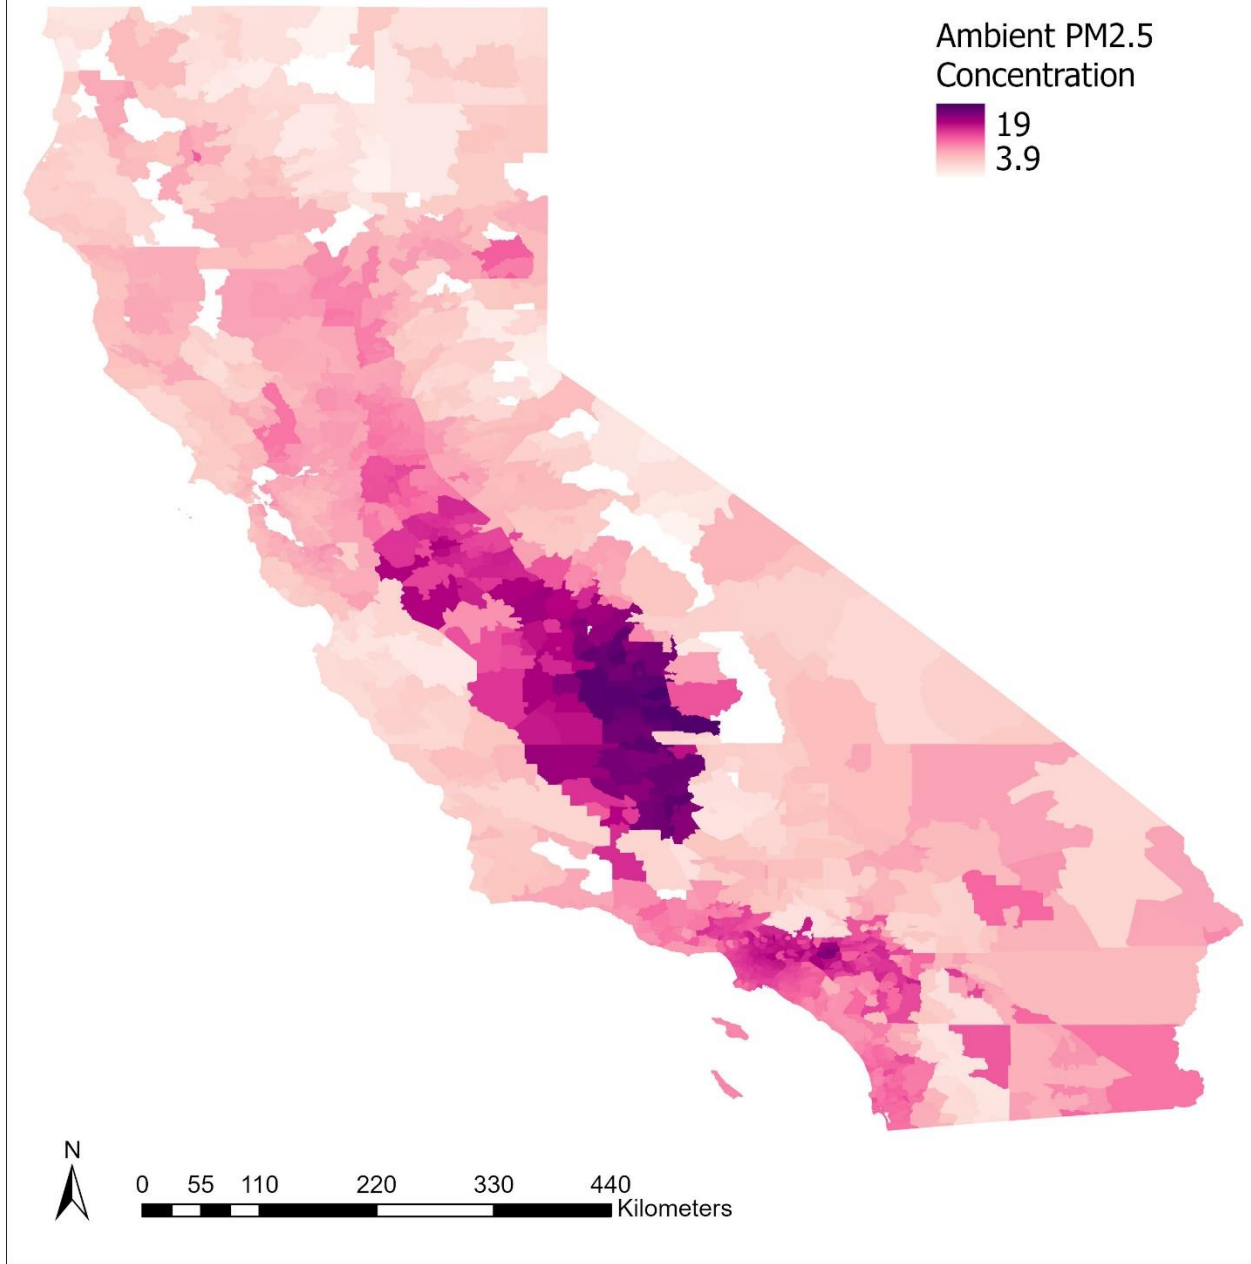 Ambient PM2.5
Concentration
19
3.9
N
0 55 110 220 330 440
Kilometers